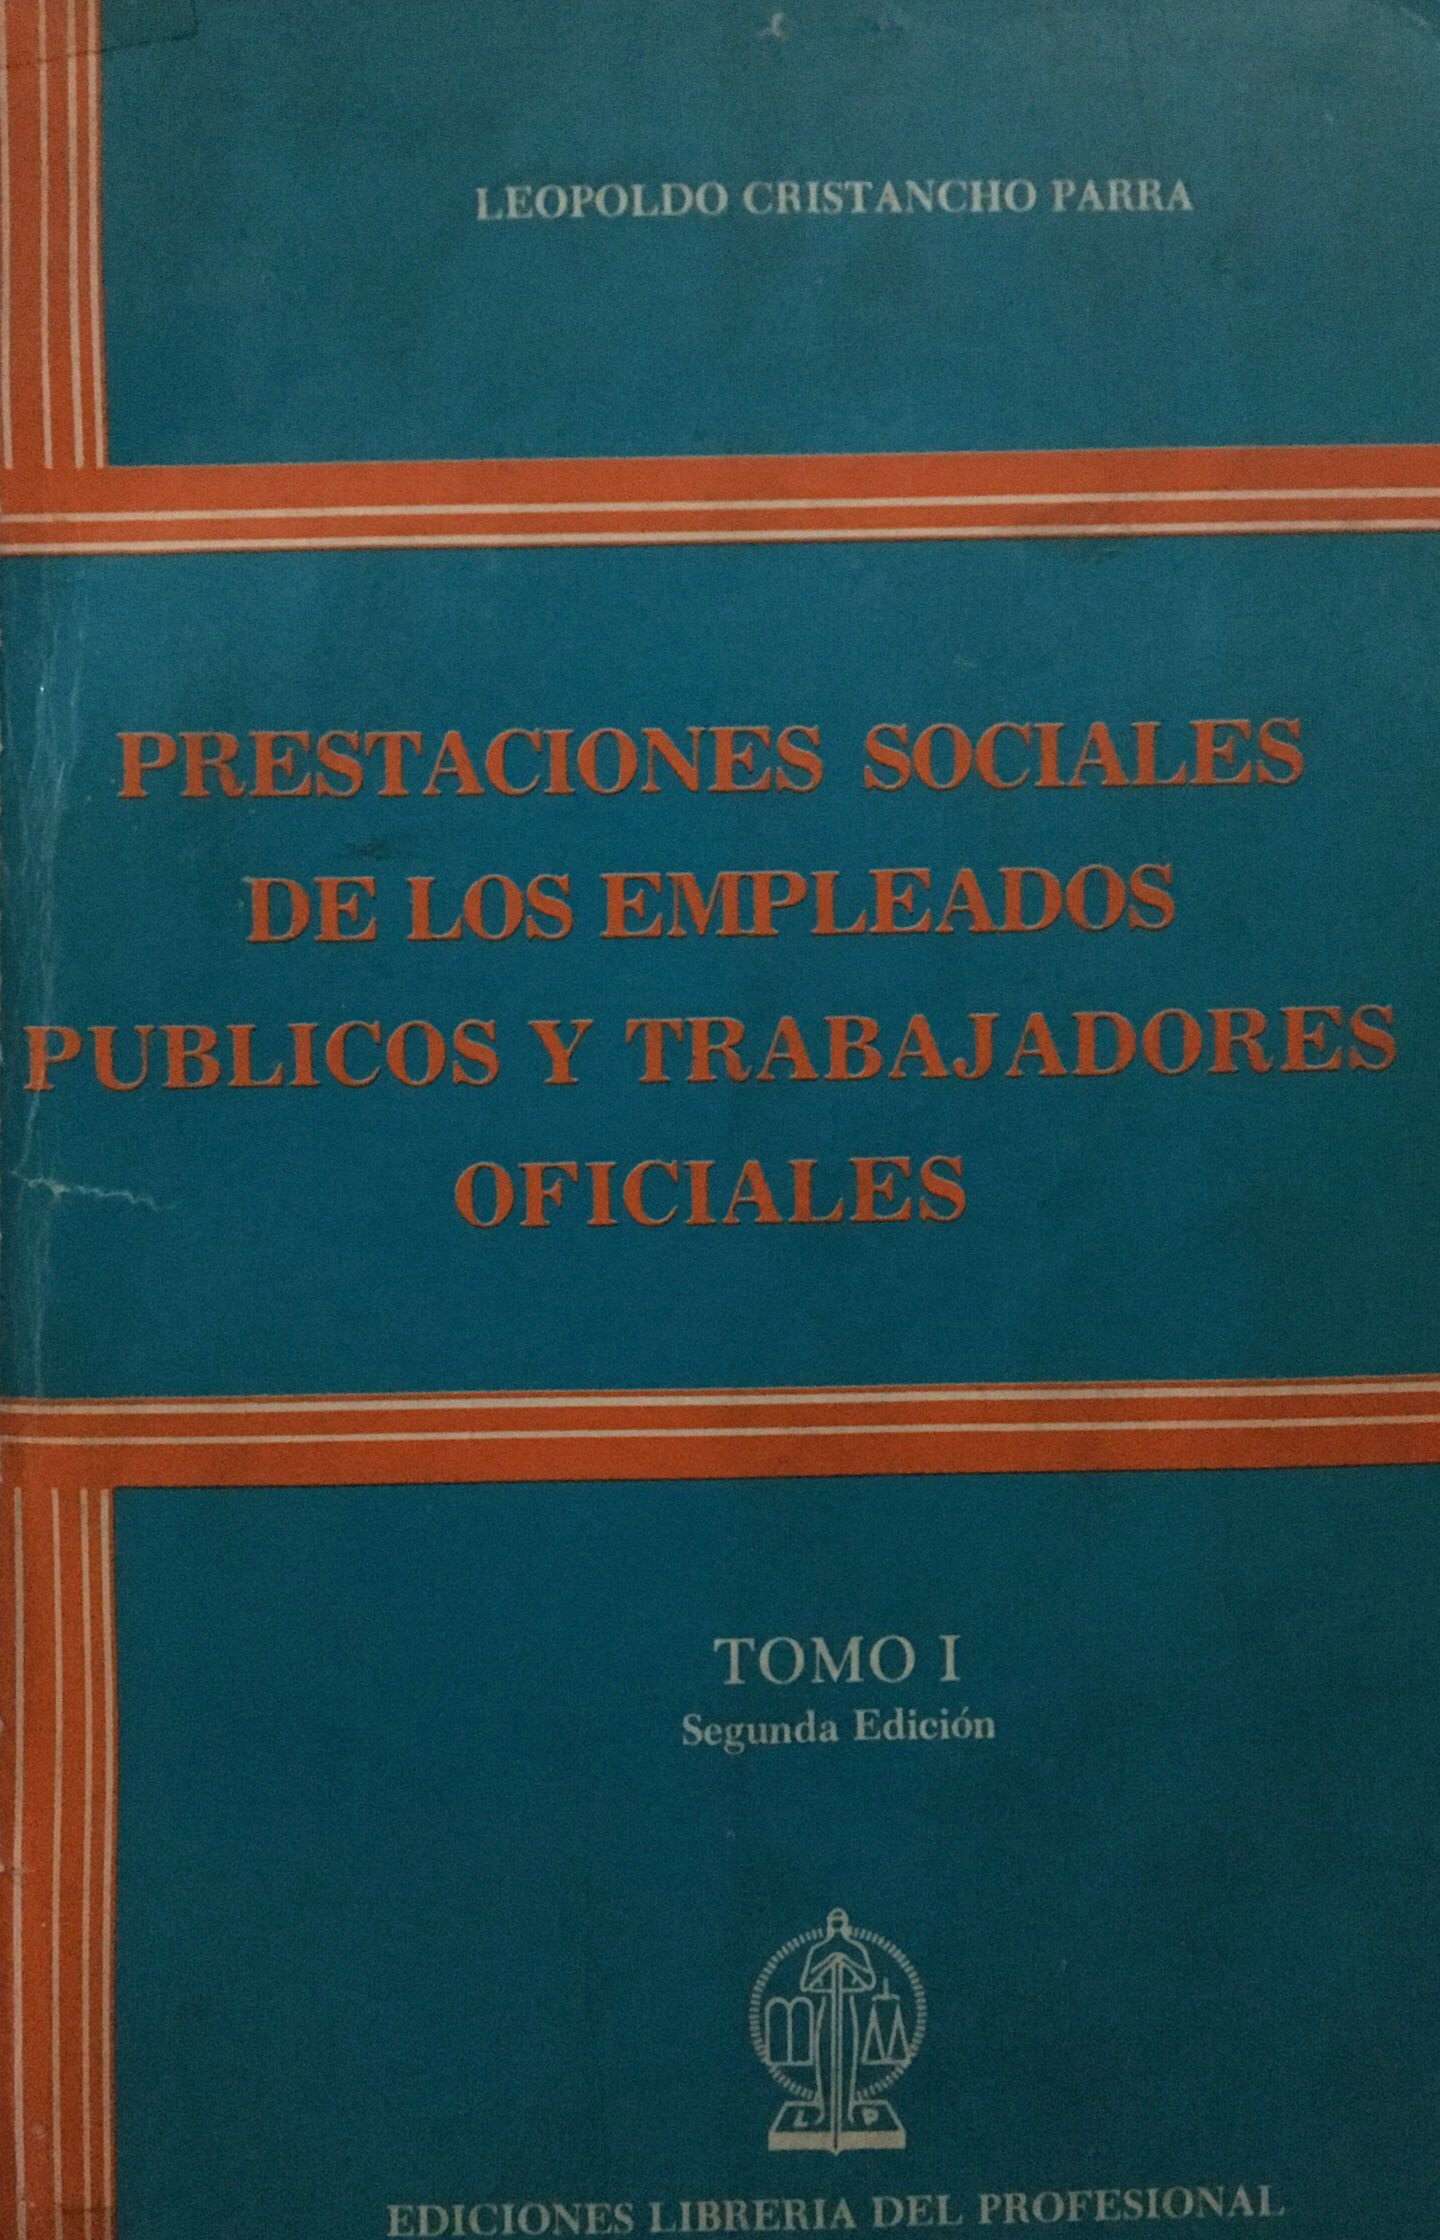 LEOPOLDO CRISTANCHO PARRA
PRESTACIONES SOCIALES
DE LOS EMPLEADOS
PUBLICOS Y TRABAJADORES
OFICIALES
TOMO I
Segunda Edición
L P
EDICIONES LIBRERIA DEL PROFESIONAL